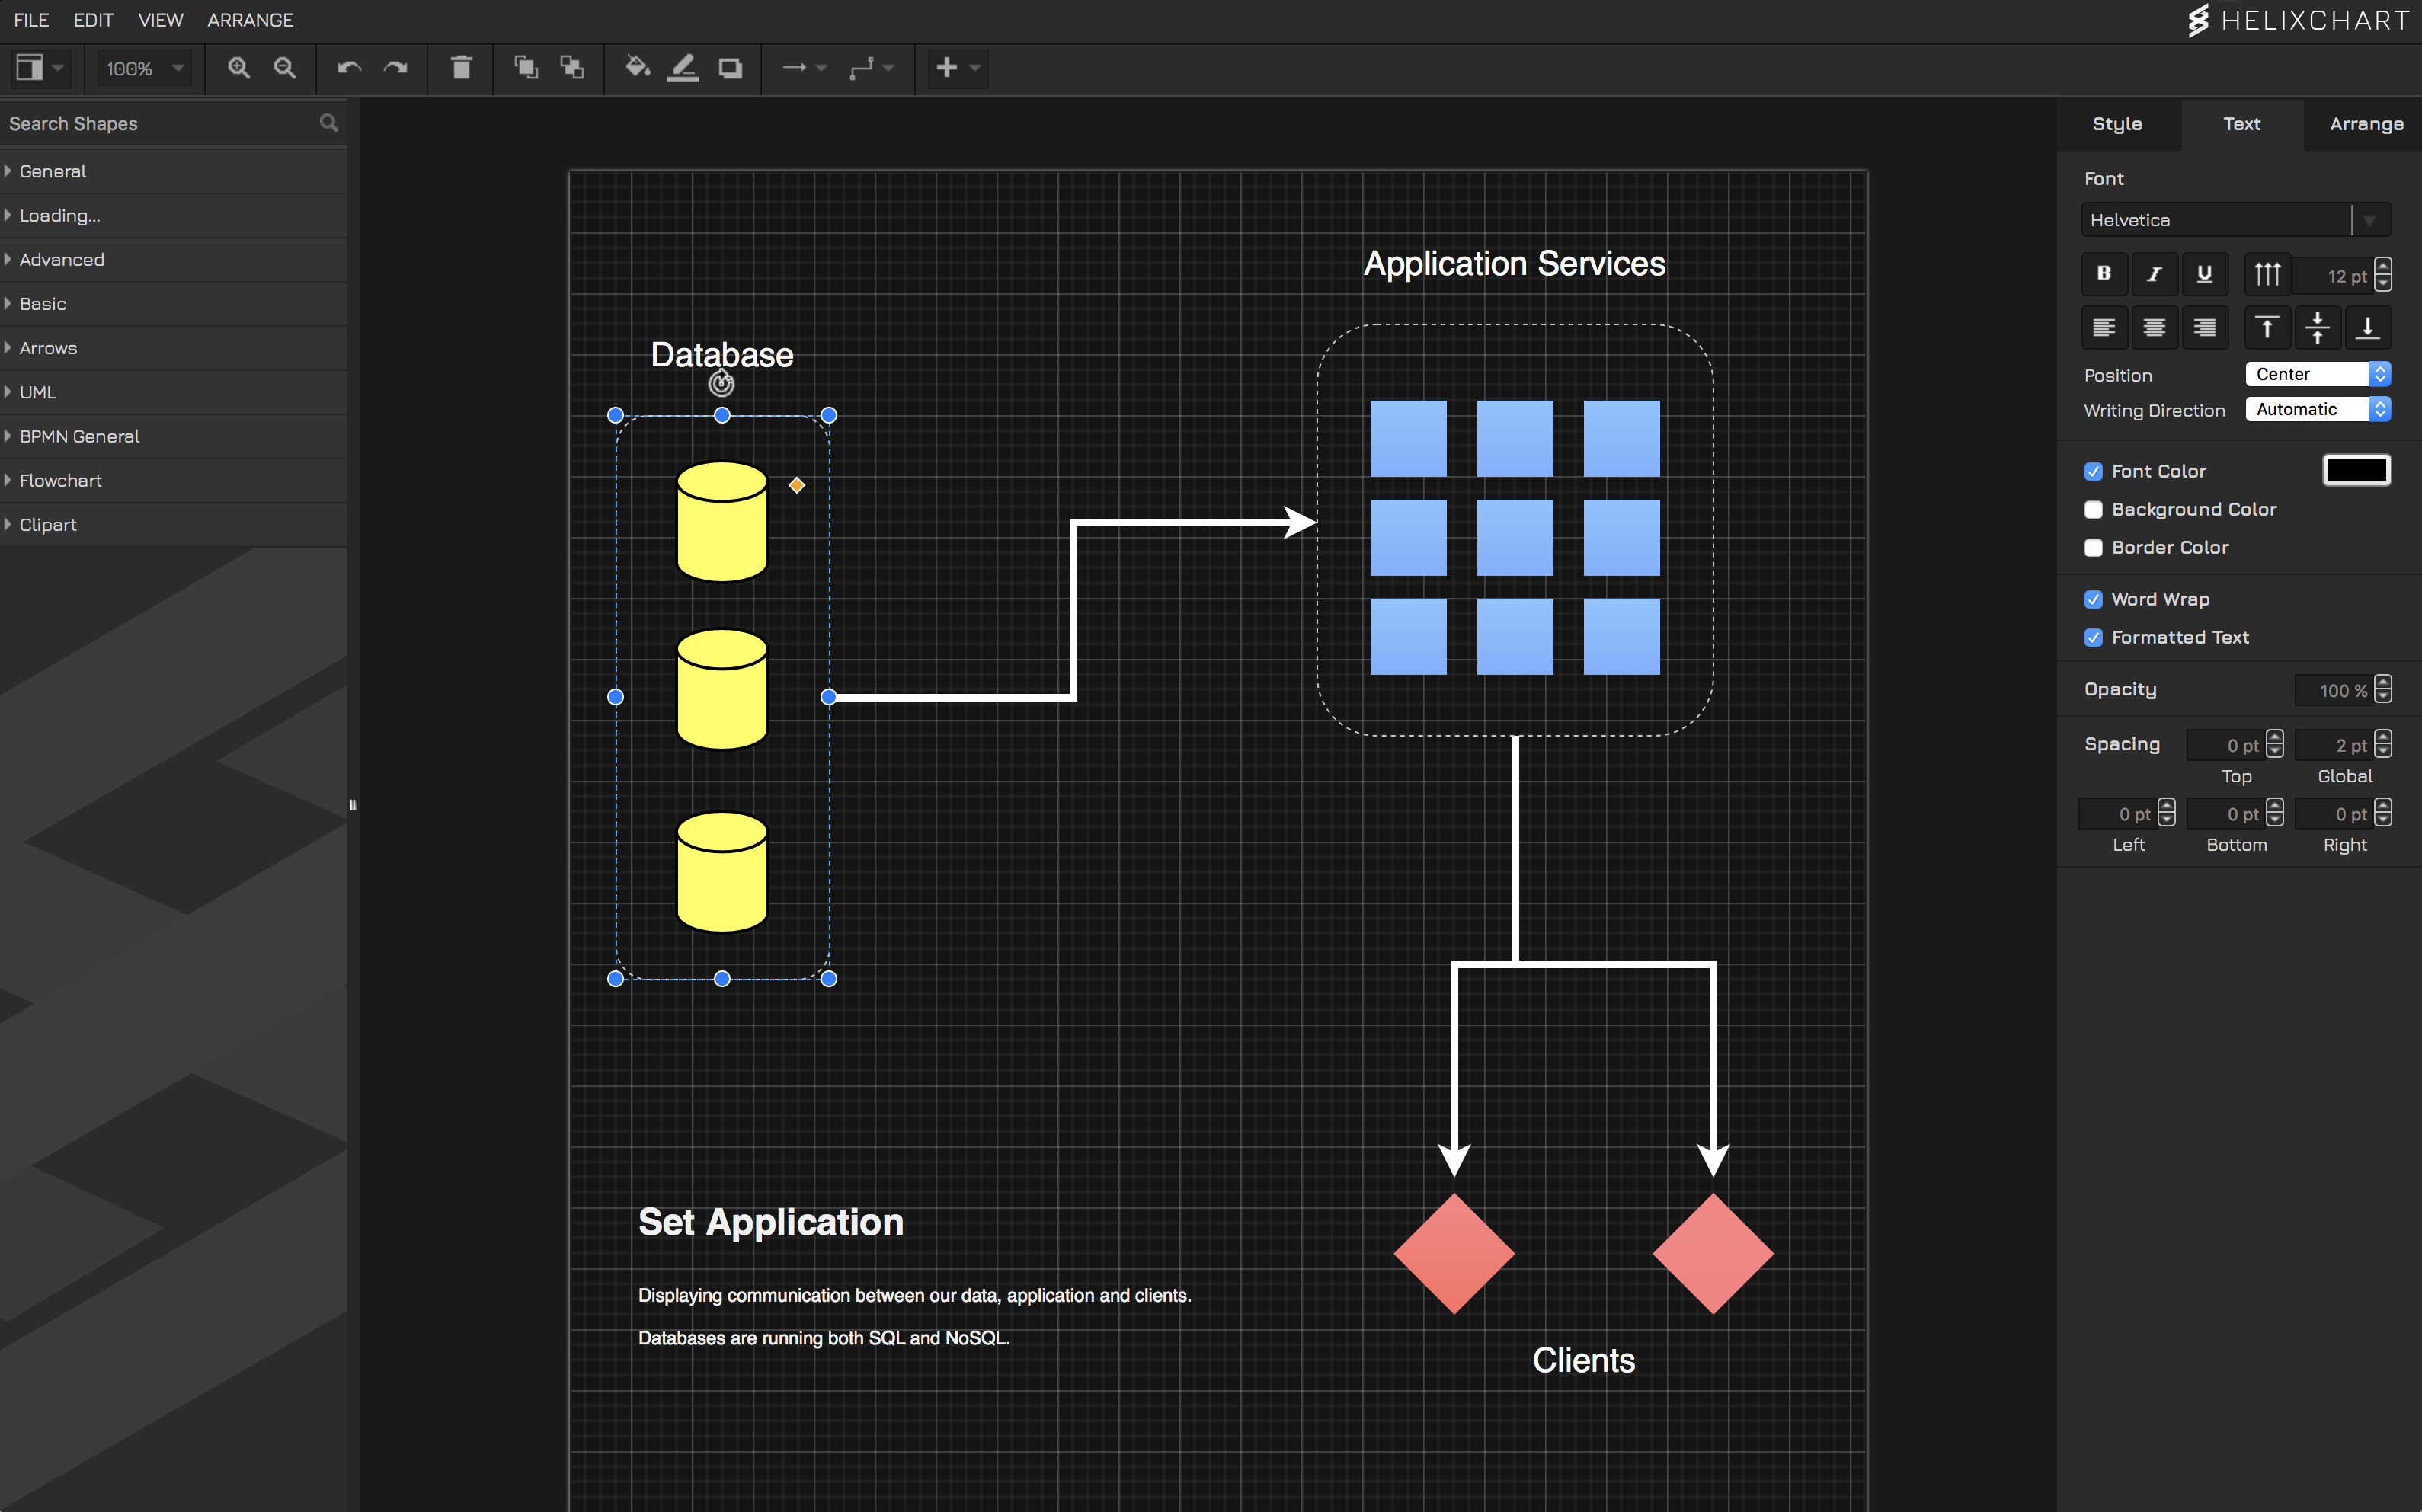 FILE EDIT VIEW ARRANGE
HELIXCHART
100%
Search Shapes
General
Loading...
Advanced
Basic
Arrows
UML
BPMN General
Flowchart
Clipart
Database
Application Services
Set Application
Displaying communication between our data, application and clients.
Databases are running both SQL and NoSQL.
Clients
Style Text Arrange
Font
Helvetica
B I U 12 pt
Position Center
Writing Direction Automatic
Font Color
Background Color
Border Color
Word Wrap
Formatted Text
Opacity 100 %
Spacing 0 pt 2 pt
Top Global
0 pt 0 pt 0 pt
Left Bottom Right